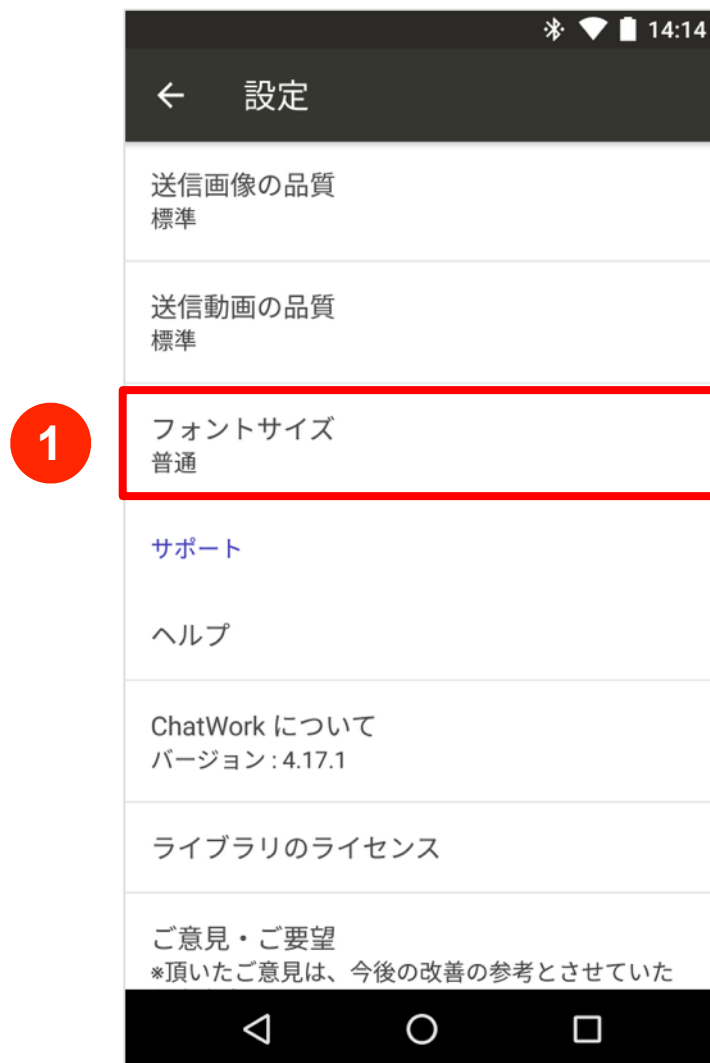 14:14
設定
送信画像の品質
標準
送信動画の品質
標準
1
フォントサイズ
普通
サポート
ヘルプ
ChatWork について
バージョン : 4.17.1
ライブラリのライセンス
ご意見・ご要望
※頂いたご意見は、今後の改善の参考とさせていた